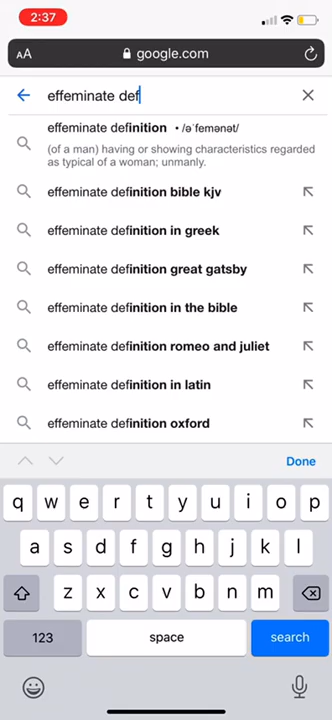 2:37
AA google.com
effeminate def
effeminate definition • /əˈfemənət/
(of a man) having or showing characteristics regarded
as typical of a woman; unmanly.
effeminate definition bible kjv
effeminate definition in greek
effeminate definition great gatsby
effeminate definition in the bible
effeminate definition romeo and juliet
effeminate definition in latin
effeminate definition oxford
Done
q w e r t y u i o p
a s d f g h j k l
z x c v b n m
123 space search